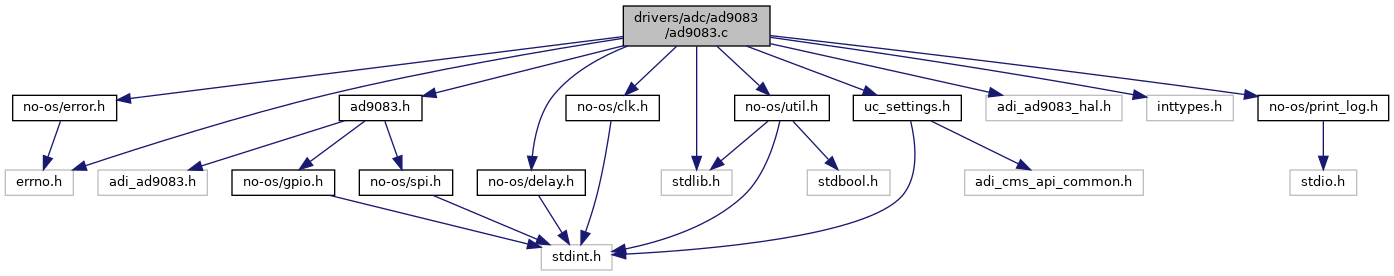 drivers/adc/ad9083
/ad9083.c
no-os/error.h
ad9083.h
no-os/clk.h
no-os/util.h
uc_settings.h
adi_ad9083_hal.h
inttypes.h
no-os/print_log.h
errno.h
adi_ad9083.h
no-os/gpio.h
no-os/spi.h
no-os/delay.h
stdlib.h
stdbool.h
adi_cms_api_common.h
stdio.h
stdint.h